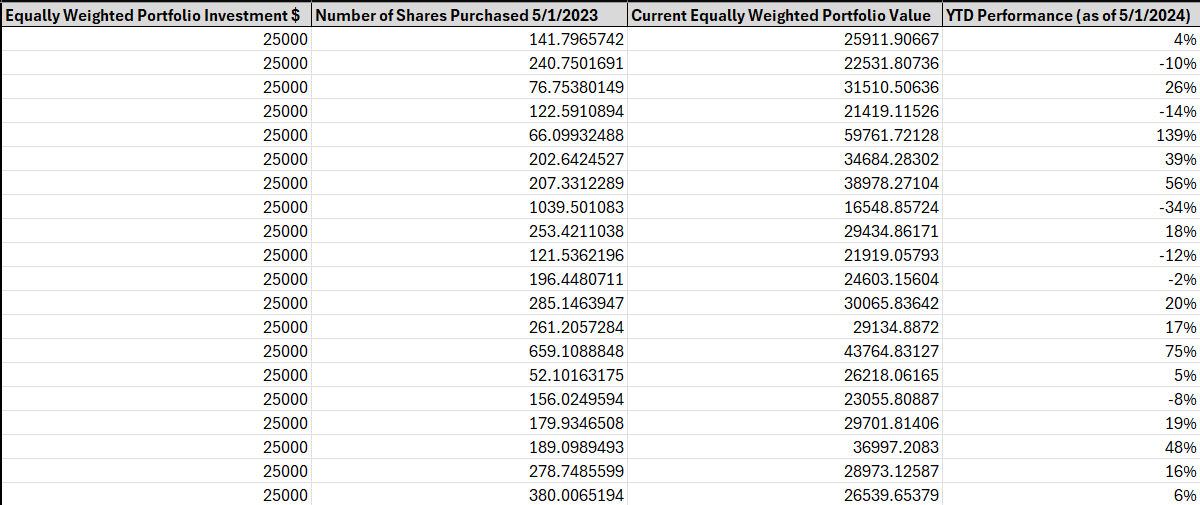 Equally Weighted Portfolio Investment $ Number of Shares Purchased 5/1/2023 Current Equally Weighted Portfolio Value YTD Performance (as of 5/1/2024)
25000 141.7965742 25911.90667 4%
25000 240.7501691 22531.80736 -10%
25000 76.75380149 31510.50636 26%
25000 122.5910894 21419.11526 -14%
25000 66.09932488 59761.72128 139%
25000 202.6424527 34684.28302 39%
25000 207.3312289 38978.27104 56%
25000 1039.501083 16548.85724 -34%
25000 253.4211038 29434.86171 18%
25000 121.5362196 21919.05793 -12%
25000 196.4480711 24603.15604 -2%
25000 285.1463947 30065.83642 20%
25000 261.2057284 29134.8872 17%
25000 659.1088848 43764.83127 75%
25000 52.10163175 26218.06165 5%
25000 156.0249594 23055.80887 -8%
25000 179.9346508 29701.81406 19%
25000 189.0989493 36997.2083 48%
25000 278.7485599 28973.12587 16%
25000 380.0065194 26539.65379 6%